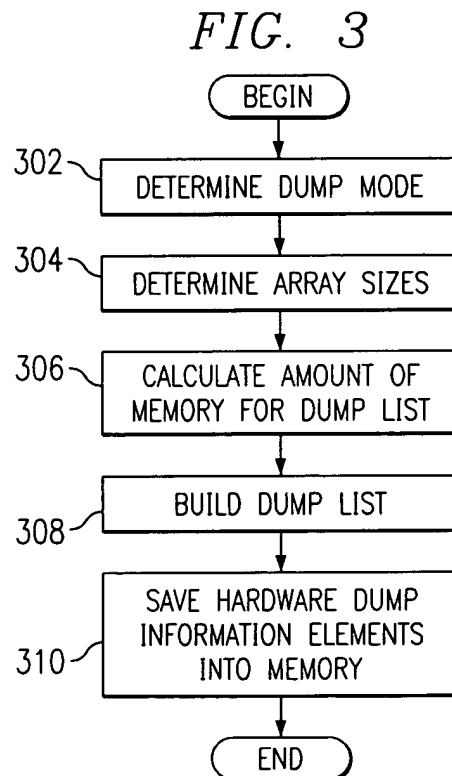 FIG. 3
BEGIN
302
DETERMINE DUMP MODE
304
DETERMINE ARRAY SIZES
306
CALCULATE AMOUNT OF
MEMORY FOR DUMP LIST
BUILD DUMP LIST
308
SAVE HARDWARE DUMP
INFORMATION ELEMENTS
310
INTO MEMORY
END